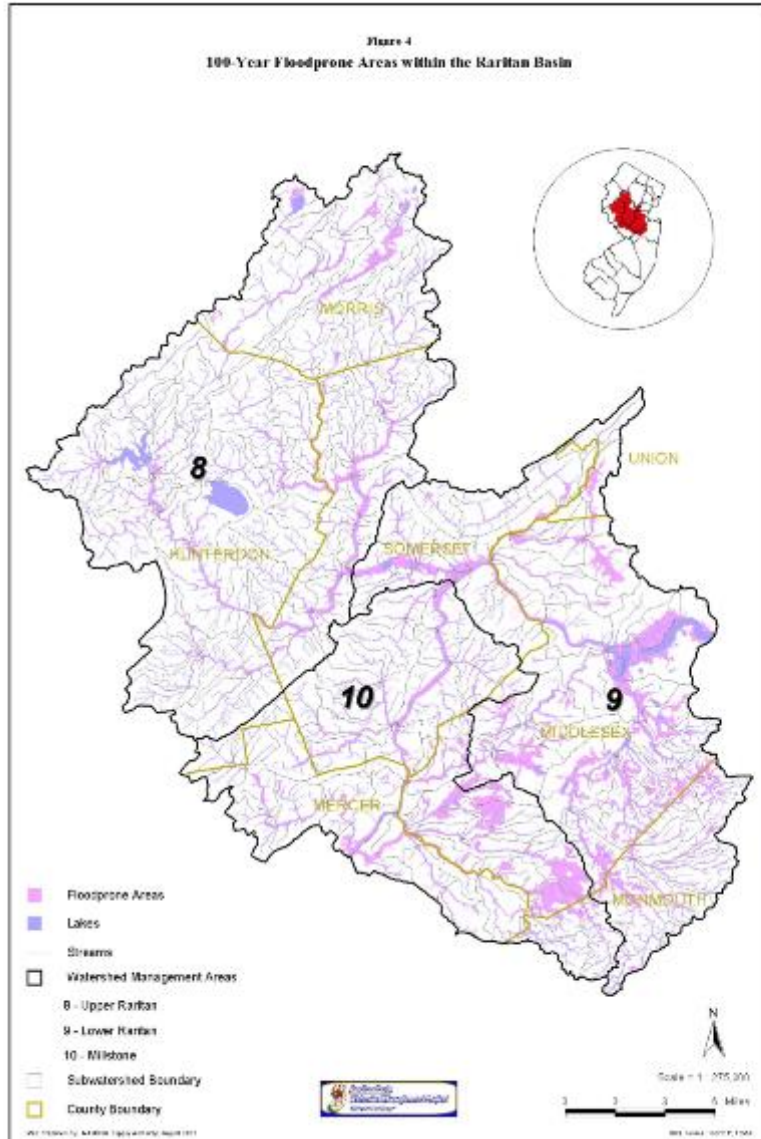 Figure 4
100-Year Floodprone Areas within the Raritan Basin
MORRIS
UNION
8
HUNTERDON
SOMERSET
10
9
MIDDLESEX
MERCER
MONMOUTH
Floodprone Areas
Lakes
Streams
Watershed Management Areas
8 - Upper Raritan
9 - Lower Raritan
10 - Millstone
Subwatershed Boundary
County Boundary
N
Miles